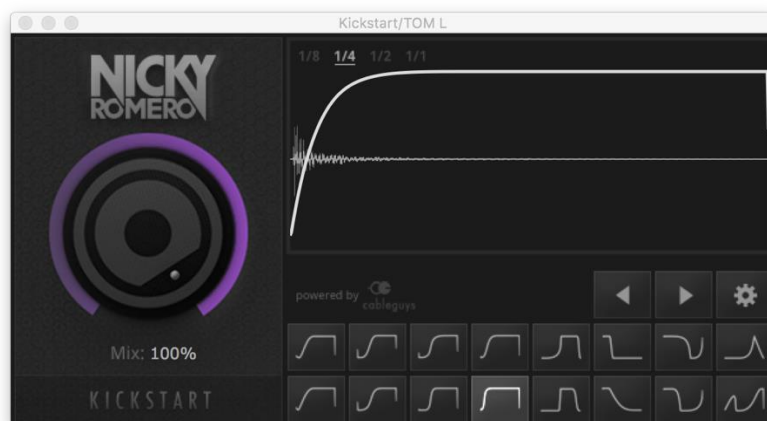 Kickstart/TOM L
NICKY
ROMERO
1/8 1/4 1/2 1/1
powered by cableguys
Mix: 100%
KICKSTART